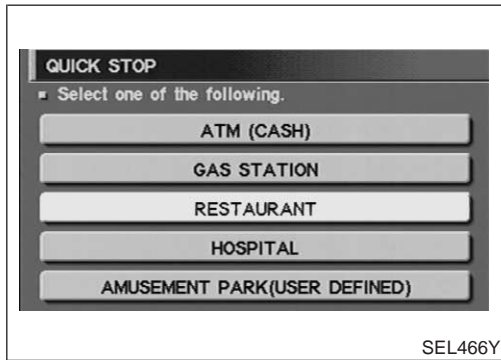 QUICK STOP
Select one of the following.
ATM (CASH)
GAS STATION
RESTAURANT
HOSPITAL
AMUSEMENT PARK(USER DEFINED)
SEL466Y